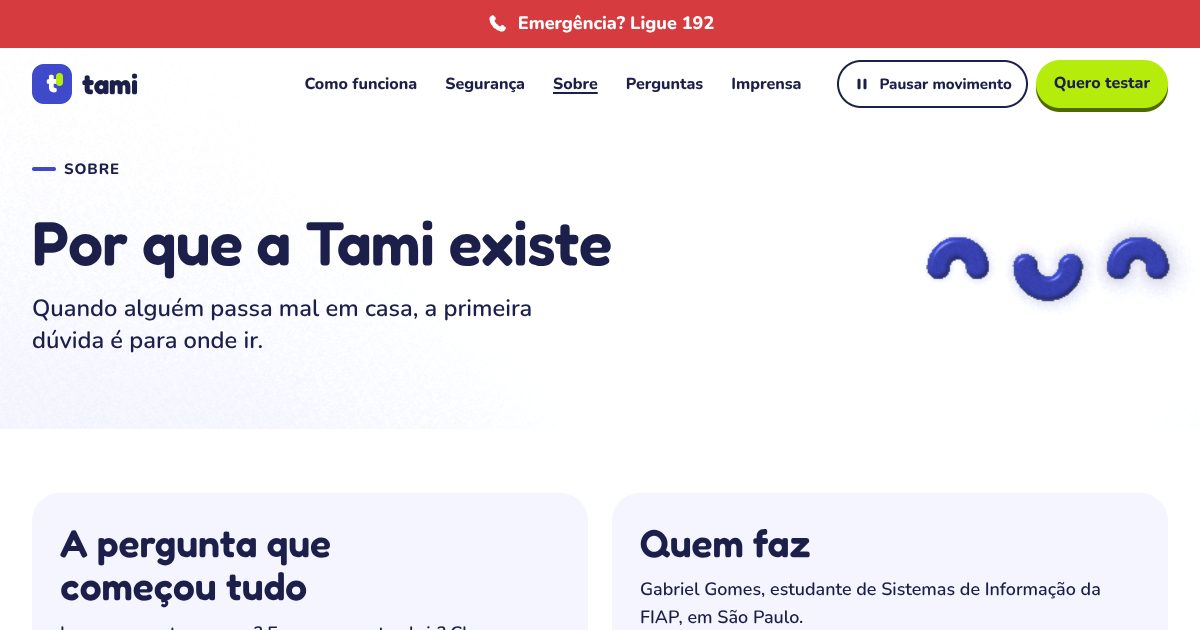 Emergência? Ligue 192
tami
Como funciona
Segurança
Sobre
Perguntas
Imprensa
Pausar movimento
Quero testar
SOBRE
Por que a Tami existe
Quando alguém passa mal em casa, a primeira
dúvida é para onde ir.
A pergunta que
começou tudo
Quem faz
Gabriel Gomes, estudante de Sistemas de Informação da
FIAP, em São Paulo.